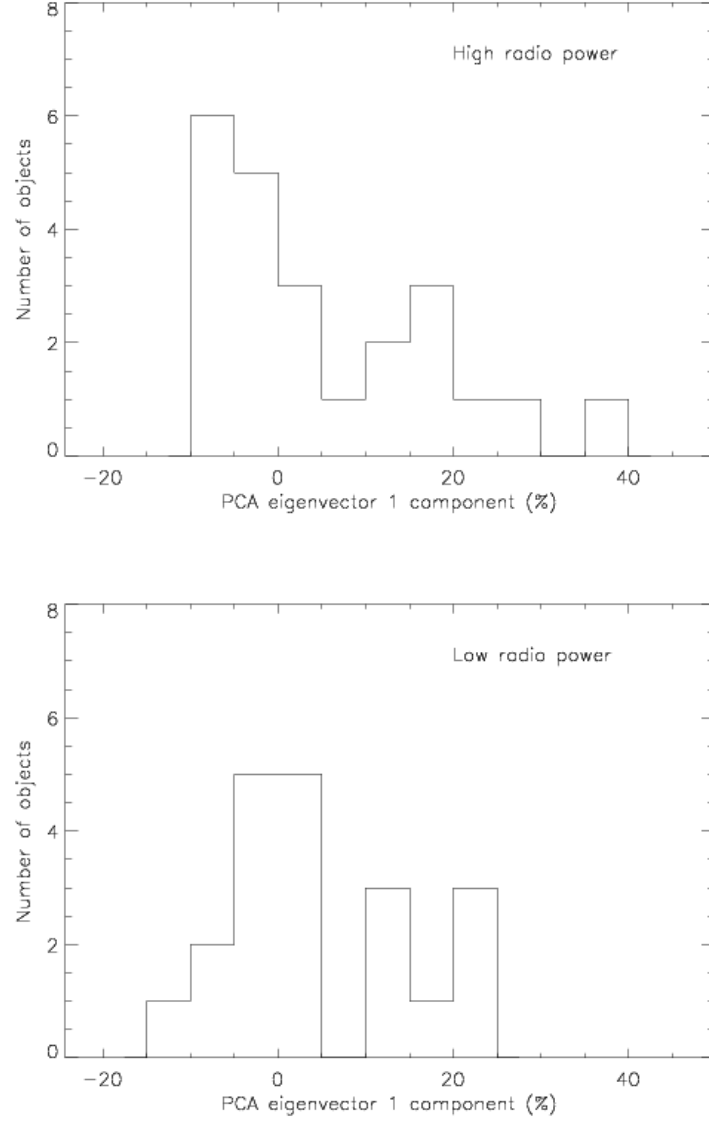 8
High radio power
6
Number of objects
4
2
0
−20 0 20 40
PCA eigenvector 1 component (%)
8
Low radio power
6
Number of objects
4
2
0
−20 0 20 40
PCA eigenvector 1 component (%)